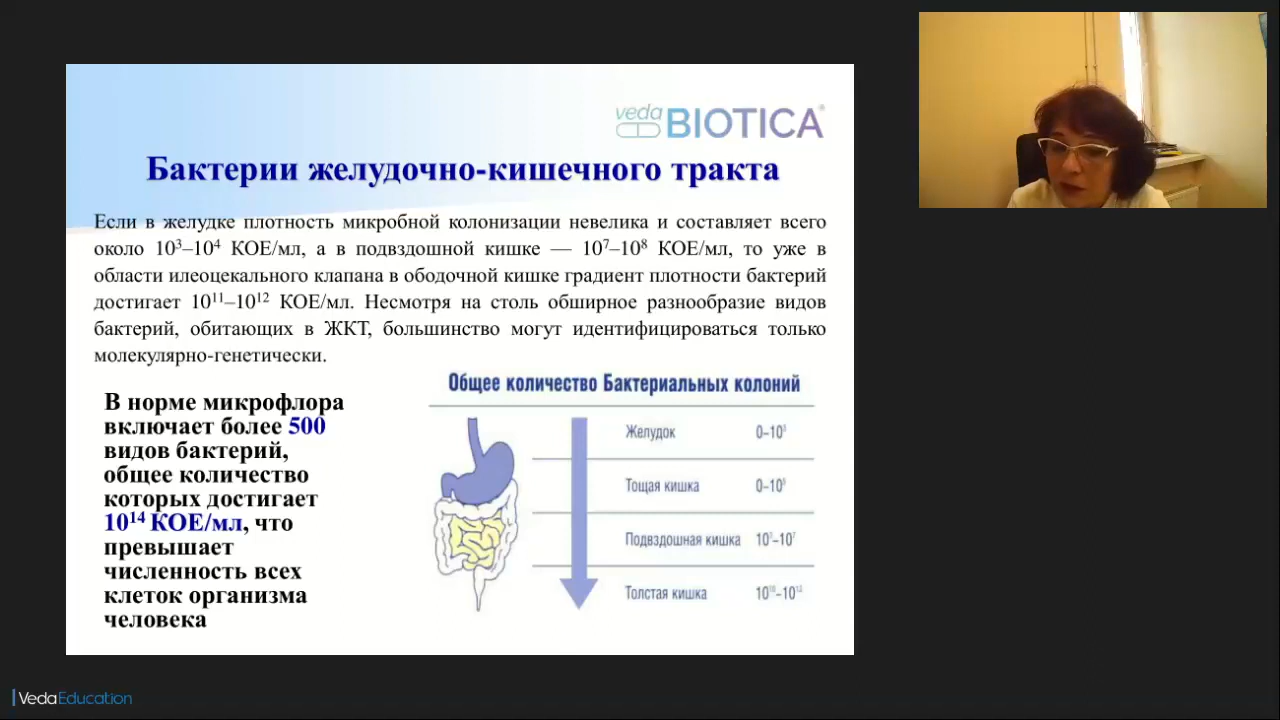 veda BIOTICA®
Бактерии желудочно-кишечного тракта
Если в желудке плотность микробной колонизации невелика и составляет всего
около 10³–10⁴ КОЕ/мл, а в подвздошной кишке — 10⁷–10⁸ КОЕ/мл, то уже в
области илеоцекального клапана в ободочной кишке градиент плотности бактерий
достигает 10¹¹–10¹² КОЕ/мл. Несмотря на столь обширное разнообразие видов
бактерий, обитающих в ЖКТ, большинство могут идентифицироваться только
молекулярно-генетически.
В норме микрофлора
включает более 500
видов бактерий,
общее количество
которых достигает
10¹⁴ КОЕ/мл, что
превышает
численность всех
клеток организма
человека
Общее количество Бактериальных колоний
Желудок
Тощая кишка
Подвздошная кишка
Толстая кишка 10¹⁰–10¹²
VedaEducation